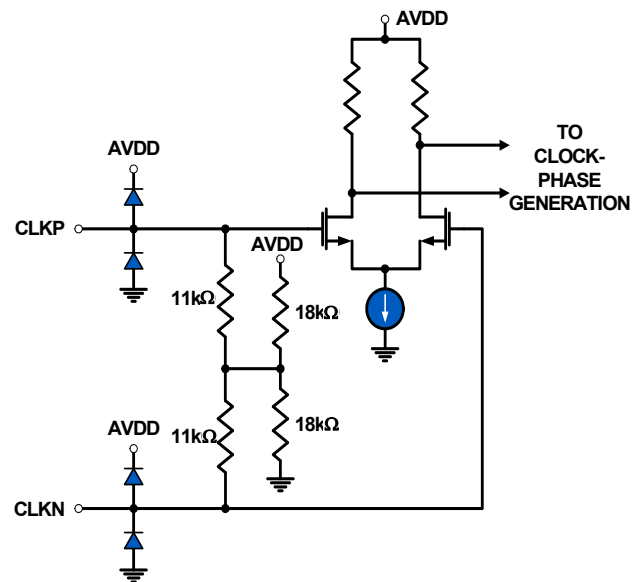 AVDD
TO
CLOCK-
PHASE
GENERATION
AVDD
CLKP
AVDD
11kΩ
18kΩ
11kΩ
18kΩ
AVDD
CLKN